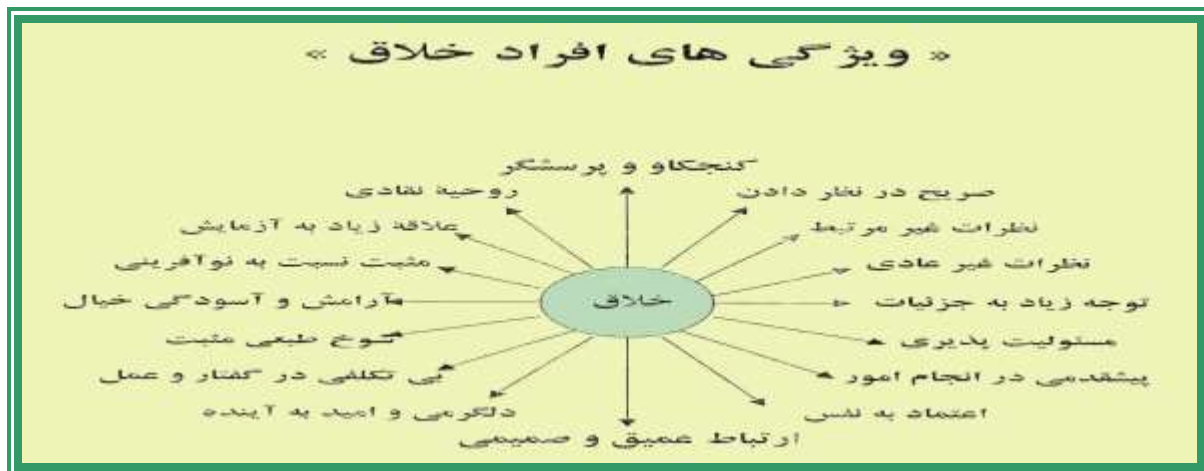 « ویژگی های افراد خلاق »
کنجکاو و پرسشگر
صریح در نظر دادن
روحیهٔ نقادی
نظرات غیر مرتبط
علاقهٔ زیاد به آزمایش
نظرات غیر عادی
مثبت نسبت به نوآفرینی
توجه زیاد به جزئیات
خلاق
آرامش و آسودگی خیال
مسئولیت پذیری
شوخ طبعی مثبت
پیشقدمی در انجام امور
بی تکلفی در گفتار و عمل
اعتماد به نفس
دلگرمی و امید به آینده
ارتباط عمیق و صمیمی